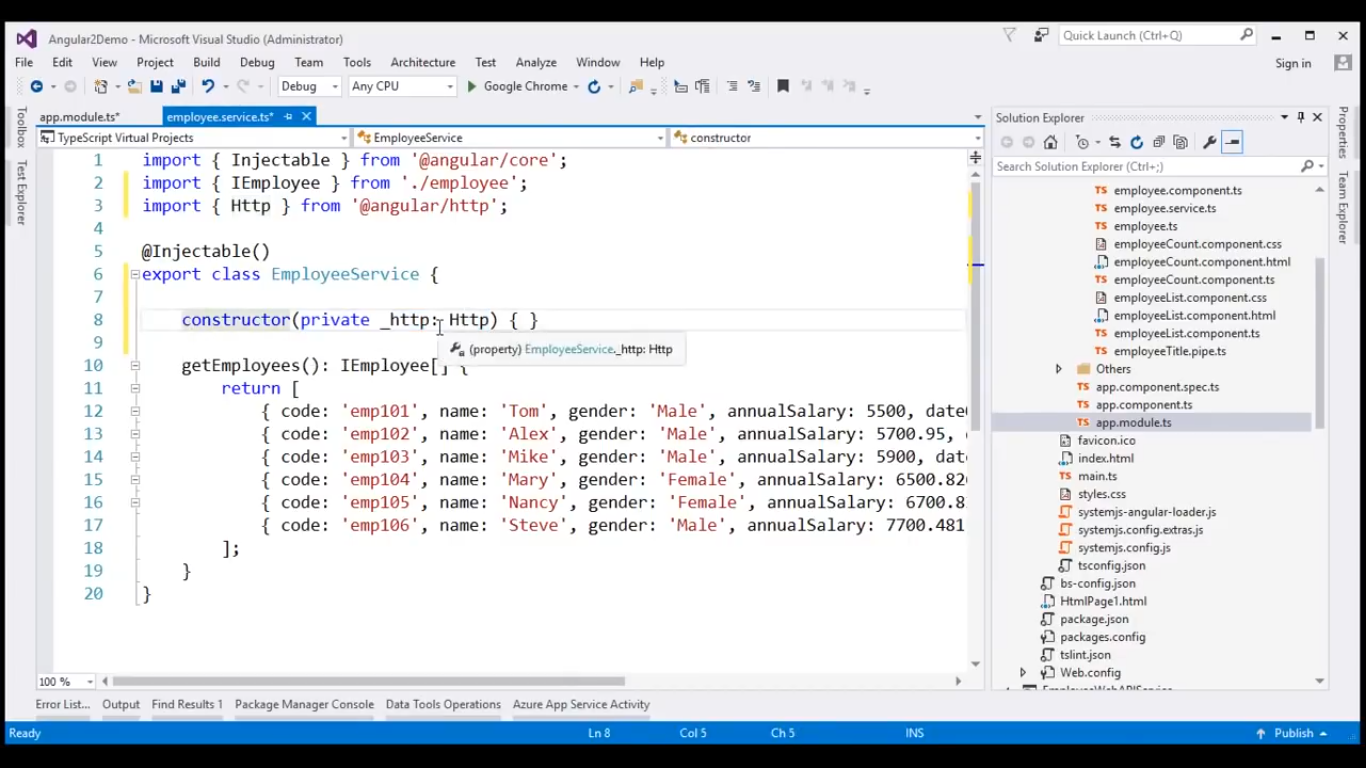 Angular2Demo - Microsoft Visual Studio (Administrator)
Quick Launch (Ctrl+Q)
File Edit View Project Build Debug Team Tools Architecture Test Analyze Window Help
Sign in
Debug Any CPU Google Chrome
Toolbox
Test Explorer
app.module.ts* employee.service.ts*
TypeScript Virtual Projects EmployeeService constructor
1 import { Injectable } from '@angular/core';
2 import { IEmployee } from './employee';
3 import { Http } from '@angular/http';
4
5 @Injectable()
6 export class EmployeeService {
7
8 constructor(private _http: Http) { }
9
(property) EmployeeService._http: Http
10 getEmployees(): IEmployee[] {
11 return [
12 { code: 'emp101', name: 'Tom', gender: 'Male', annualSalary: 5500,
13 { code: 'emp102', name: 'Alex', gender: 'Male', annualSalary: 5700.95,
14 { code: 'emp103', name: 'Mike', gender: 'Male', annualSalary: 5900,
15 { code: 'emp104', name: 'Mary', gender: 'Female', annualSalary:
16 { code: 'emp105', name: 'Nancy', gender: 'Female', annualSalary:
17 { code: 'emp106', name: 'Steve', gender: 'Male', annualSalary: 7700.481
18 ];
19 }
20 }
100 %
Solution Explorer
Search Solution Explorer (Ctrl+;)
TS employee.component.ts
TS employee.service.ts
TS employee.ts
employeeCount.component.css
employeeCount.component.html
TS employeeCount.component.ts
employeeList.component.css
employeeList.component.html
TS employeeList.component.ts
TS employeeTitle.pipe.ts
Others
TS app.component.spec.ts
TS app.component.ts
TS app.module.ts
favicon.ico
index.html
TS main.ts
styles.css
systemjs-angular-loader.js
systemjs.config.extras.js
systemjs.config.js
TS tsconfig.json
bs-config.json
HtmlPage1.html
package.json
packages.config
tslint.json
Web.config
Properties
Team Explorer
Error List... Output Find Results 1 Package Manager Console Data Tools Operations Azure App Service Activity
Ready Ln 8 Col 5 Ch 5 INS Publish